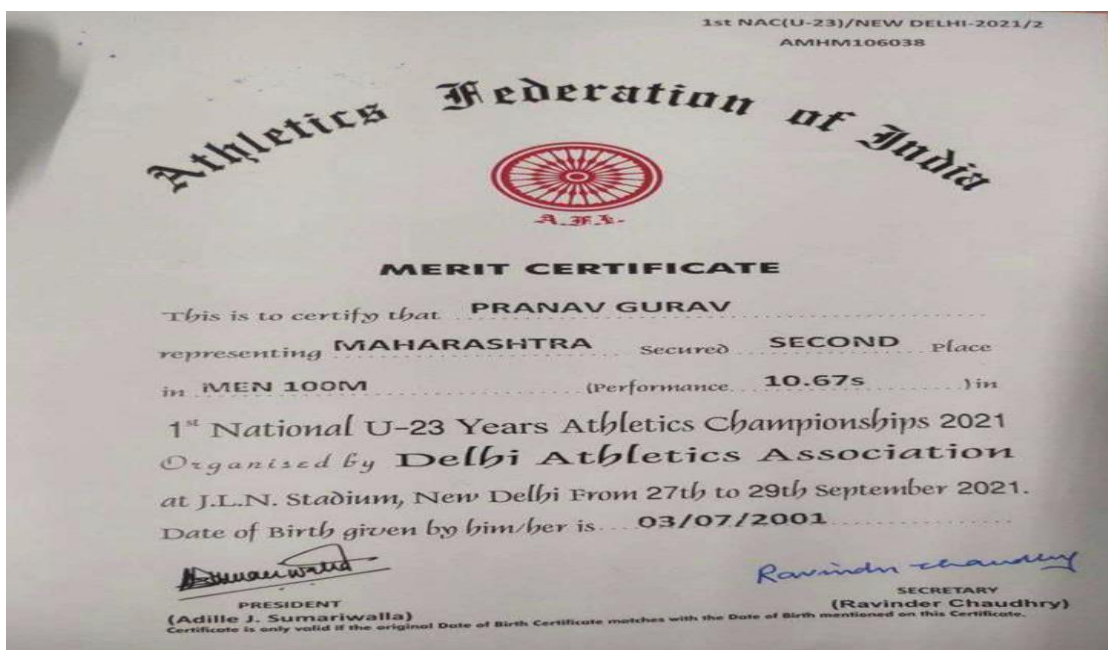 1st NAC(U-23)/NEW DELHI-2021/2
AMHM106038
Athletics Federation of India
A.F.I.
MERIT CERTIFICATE
This is to certify that PRANAV GURAV
representing MAHARASHTRA Secured SECOND Place
in MEN 100M (Performance 10.67s )in
1st National U-23 Years Athletics Championships 2021
Organised by Delhi Athletics Association
at J.L.N. Stadium, New Delhi From 27th to 29th September 2021.
Date of Birth given by him/her is 03/07/2001
Ravinder Chaudhry
PRESIDENT SECRETARY
(Adille J. Sumariwalla) (Ravinder Chaudhry)
Certificate is only valid if the original Date of Birth Certificate matches with the Date of Birth mentioned on this Certificate.